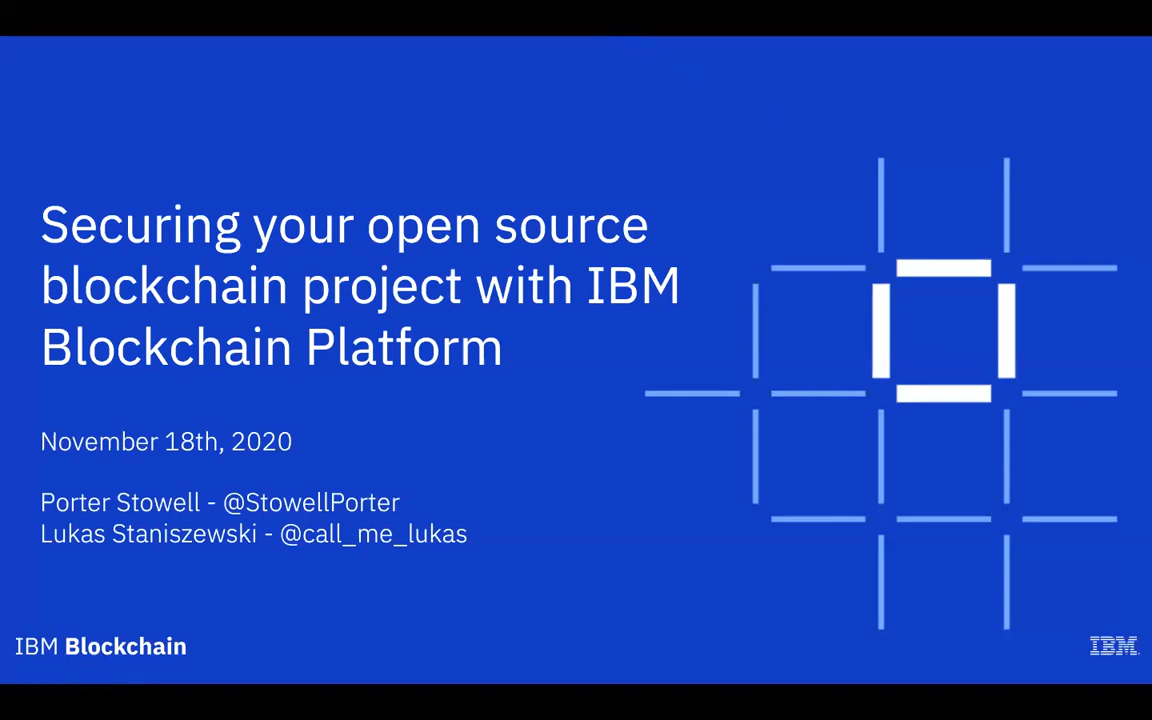 Securing your open source
blockchain project with IBM
Blockchain Platform
November 18th, 2020
Porter Stowell - @StowellPorter
Lukas Staniszewski - @call_me_lukas
IBM Blockchain
IBM